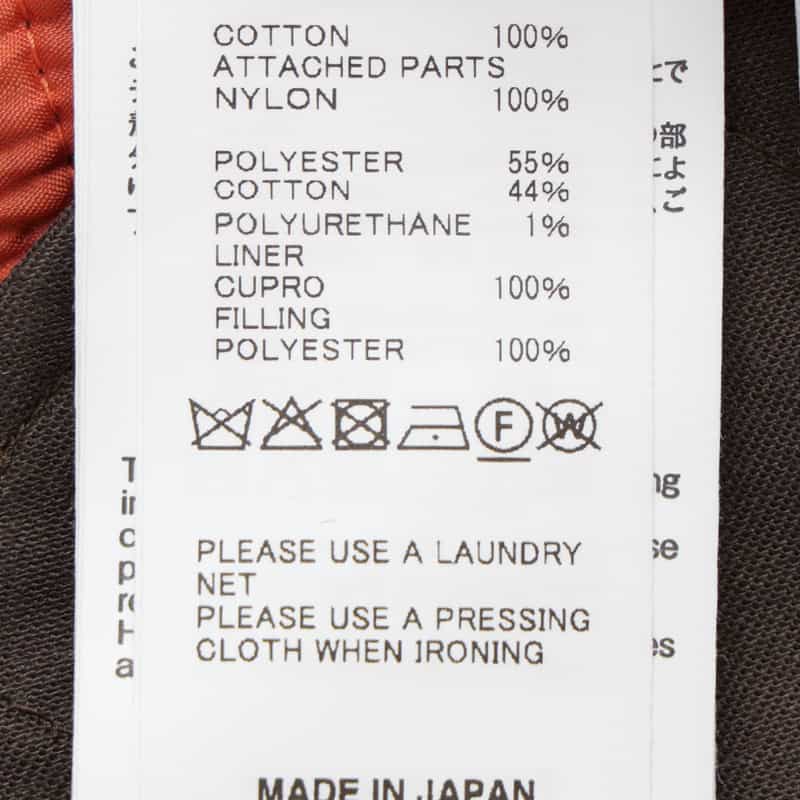 COTTON 100%
ATTACHED PARTS
NYLON 100%
POLYESTER 55%
COTTON 44%
POLYURETHANE 1%
LINER
CUPRO 100%
FILLING
POLYESTER 100%
F W
PLEASE USE A LAUNDRY
NET
PLEASE USE A PRESSING
CLOTH WHEN IRONING
MADE IN JAPAN